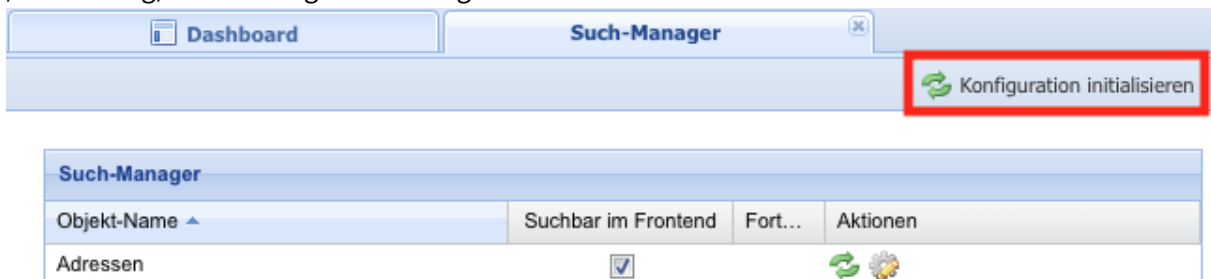 Dashboard
Such-Manager
Konfiguration initialisieren
Such-Manager
Objekt-Name
Suchbar im Frontend
Fort...
Aktionen
Adressen